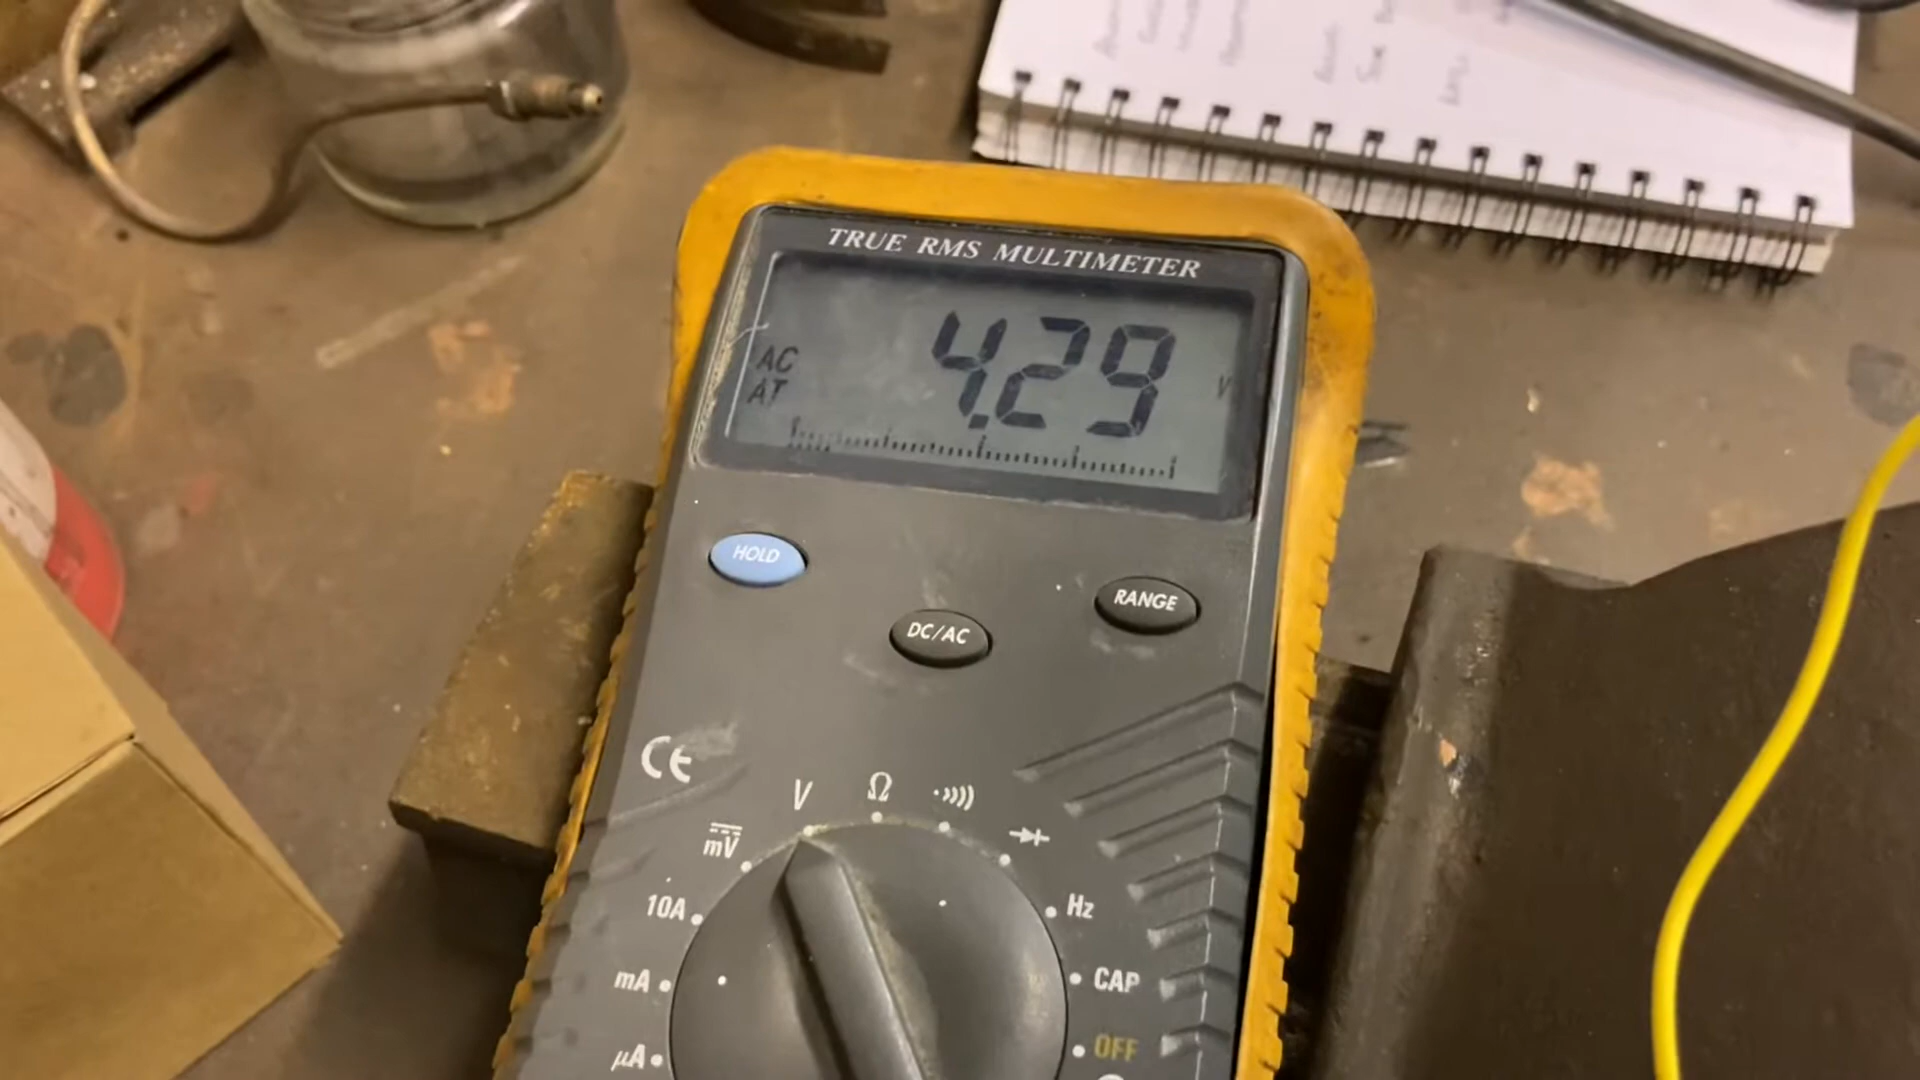 TRUE RMS MULTIMETER
AC
AT
4.29
V
HOLD
RANGE
DC/AC
CE
V
Ω
mV
10A
Hz
mA
CAP
µA
OFF